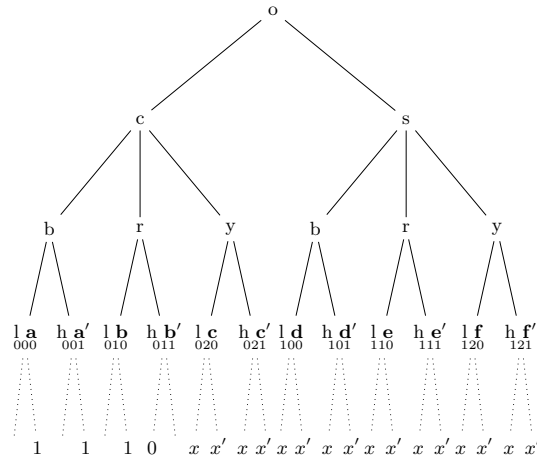 o
c s
b r y b r y
l a h a′ l b h b′ l c h c′ l d h d′ l e h e′ l f h f′
000 001 010 011 020 021 100 101 110 111 120 121
1 1 1 0 x x′ x x′ x x′ x x′ x x′ x x′ x x′ x x′